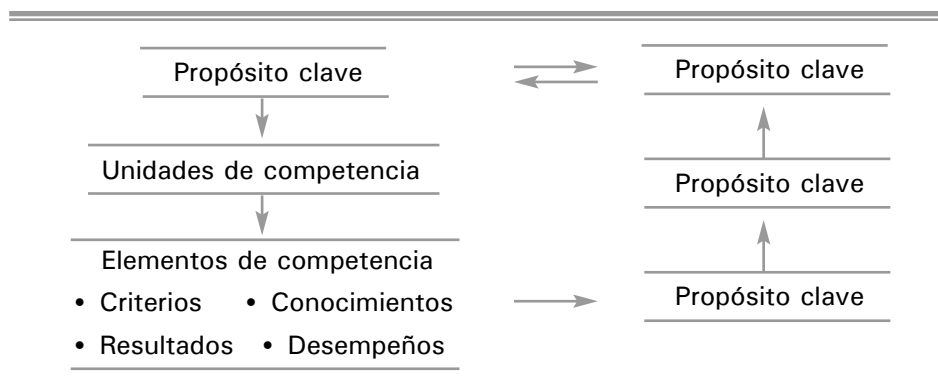 Propósito clave
Unidades de competencia
Elementos de competencia
• Criterios • Conocimientos
• Resultados • Desempeños
Propósito clave
Propósito clave
Propósito clave